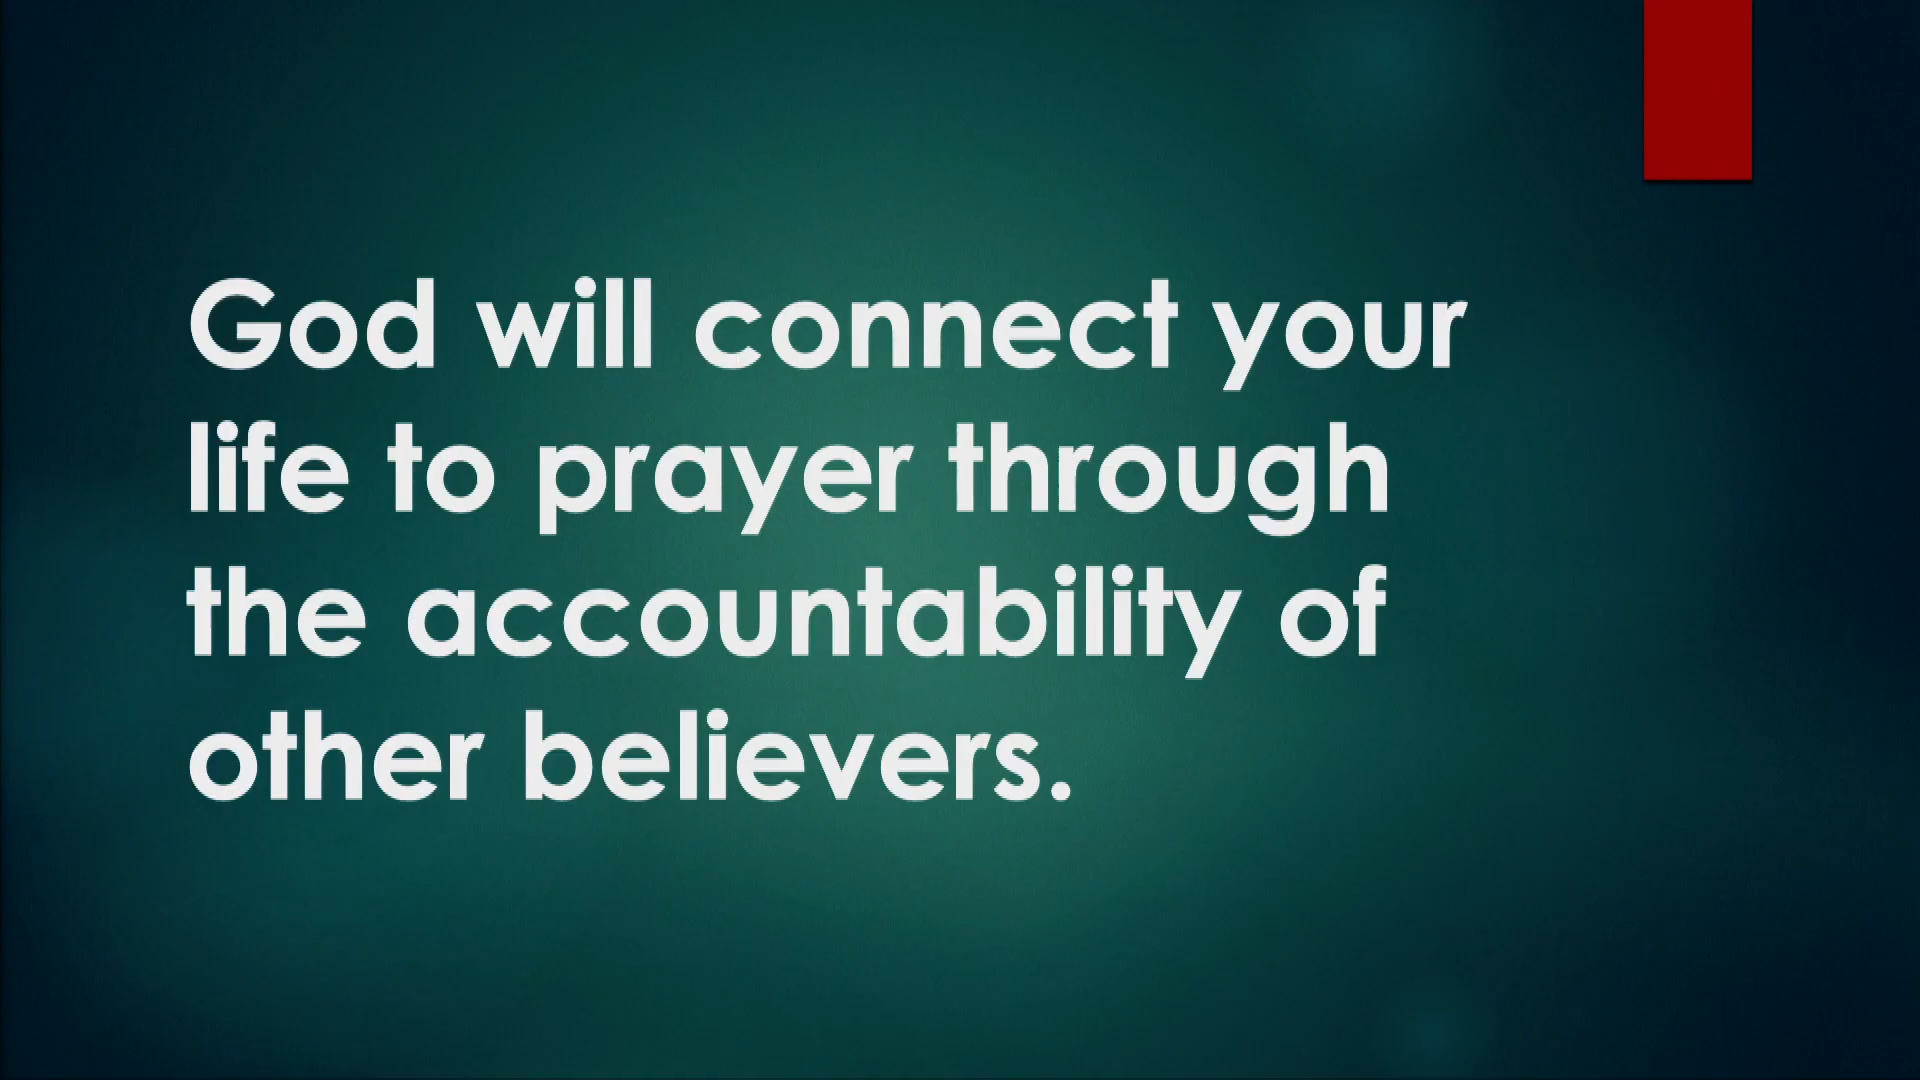 God will connect your
life to prayer through
the accountability of
other believers.